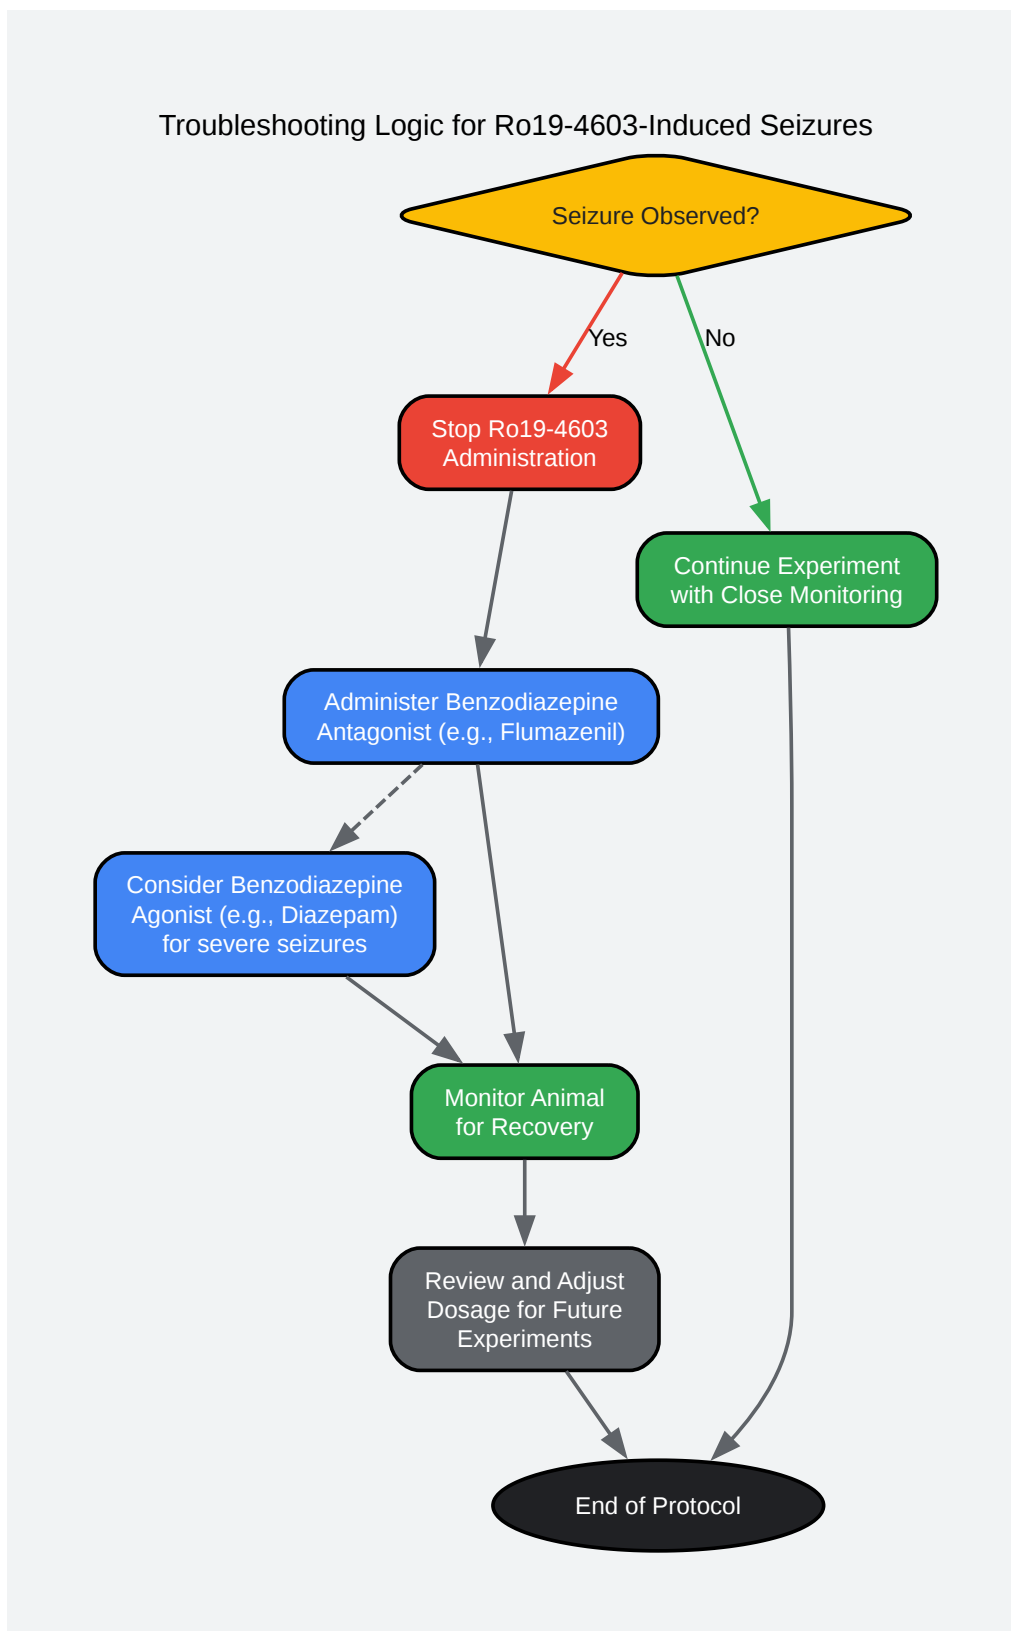 Troubleshooting Logic for Ro19-4603-Induced Seizures
Seizure Observed?
Yes
No
Stop Ro19-4603
Administration
Continue Experiment
with Close Monitoring
Administer Benzodiazepine
Antagonist (e.g., Flumazenil)
Consider Benzodiazepine
Agonist (e.g., Diazepam)
for severe seizures
Monitor Animal
for Recovery
Review and Adjust
Dosage for Future
Experiments
End of Protocol